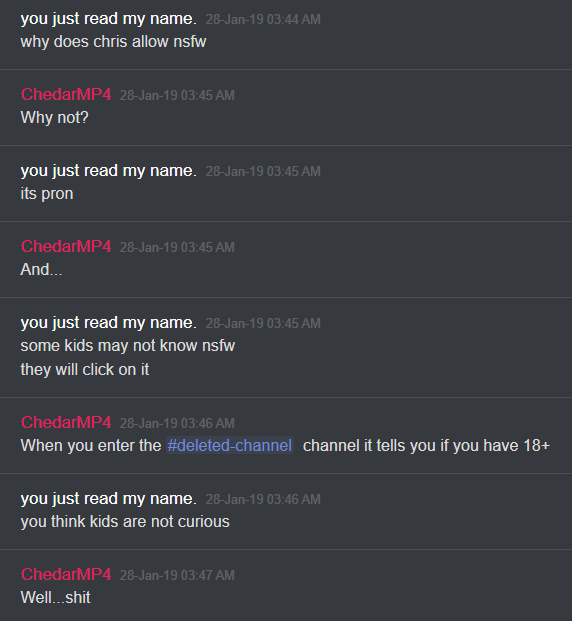 you just read my name. 28-Jan-19 03:44 AM
why does chris allow nsfw
ChedarMP4 28-Jan-19 03:45 AM
Why not?
you just read my name. 28-Jan-19 03:45 AM
its pron
ChedarMP4 28-Jan-19 03:45 AM
And...
you just read my name. 28-Jan-19 03:45 AM
some kids may not know nsfw
they will click on it
ChedarMP4 28-Jan-19 03:46 AM
When you enter the #deleted-channel channel it tells you if you have 18+
you just read my name. 28-Jan-19 03:46 AM
you think kids are not curious
ChedarMP4 28-Jan-19 03:47 AM
Well...shit